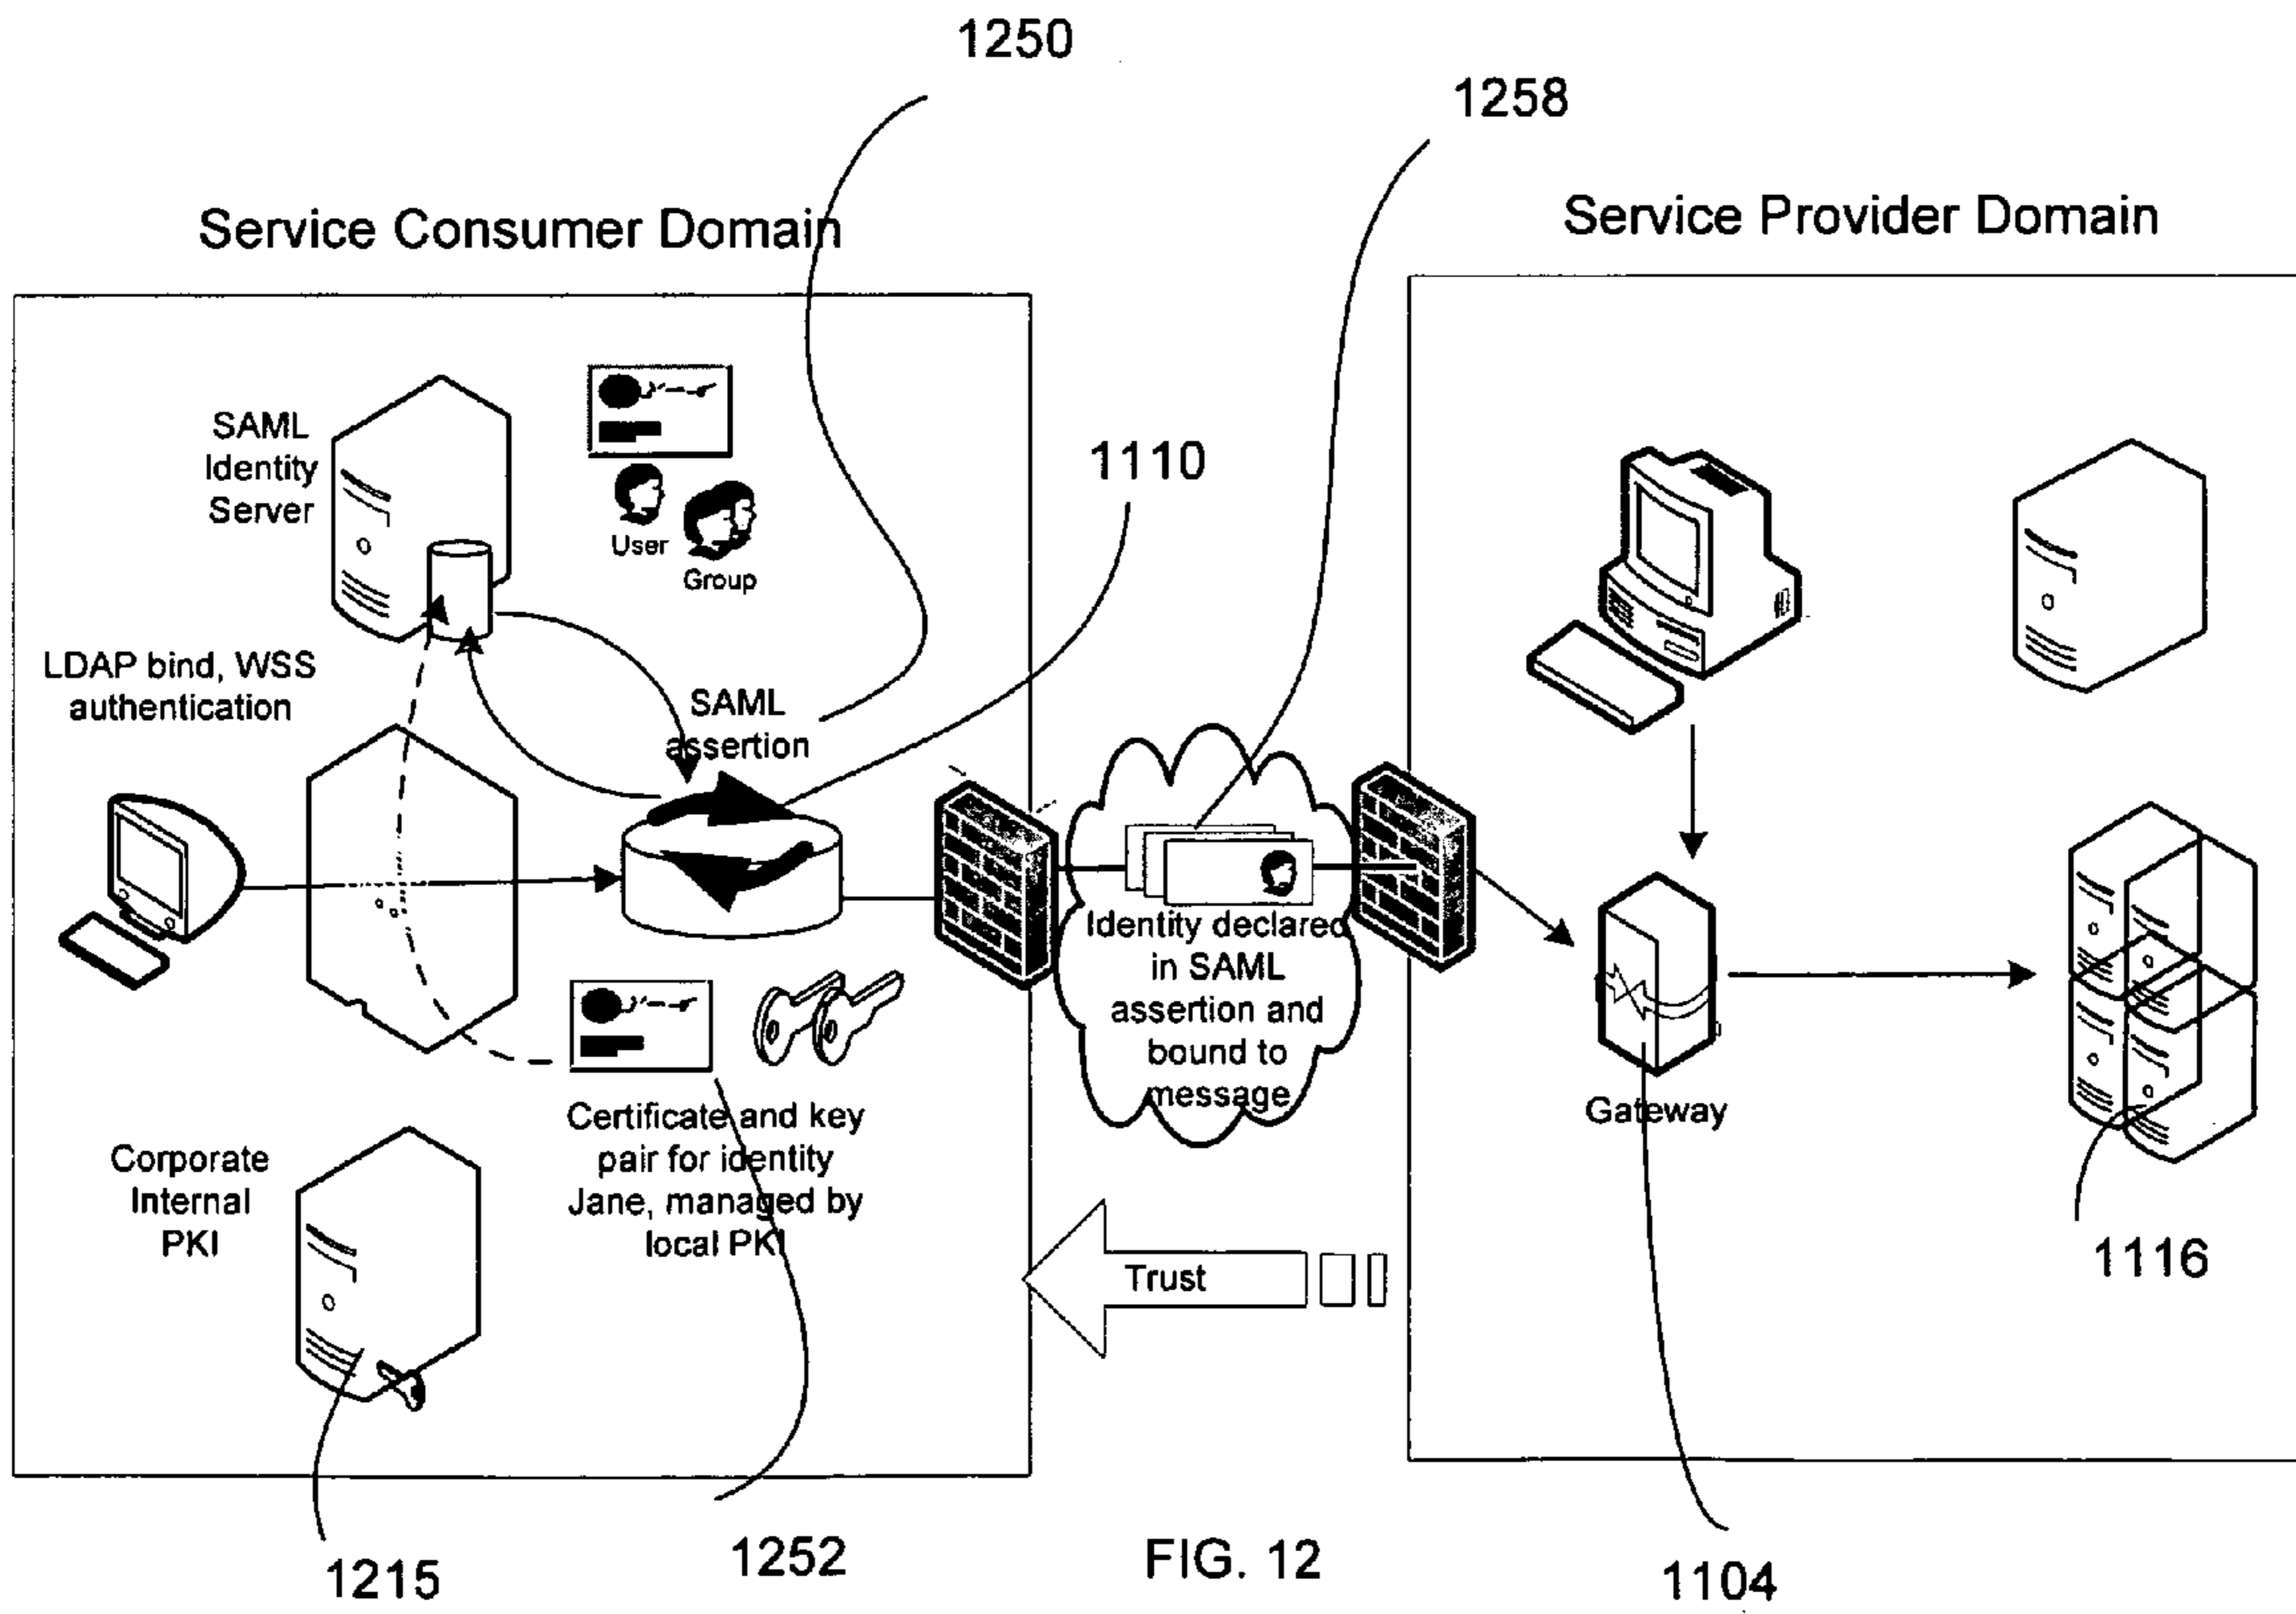 1250
1258
Service Consumer Domain
Service Provider Domain
SAML
Identity
Server
User
Group
1110
LDAP bind, WSS
authentication
SAML
assertion
Identity declared
in SAML
assertion and
bound to
message
Gateway
Certificate and key
pair for identity
Jane, managed by
local PKI
Corporate
Internal
PKI
Trust
1116
1215
1252
FIG. 12
1104